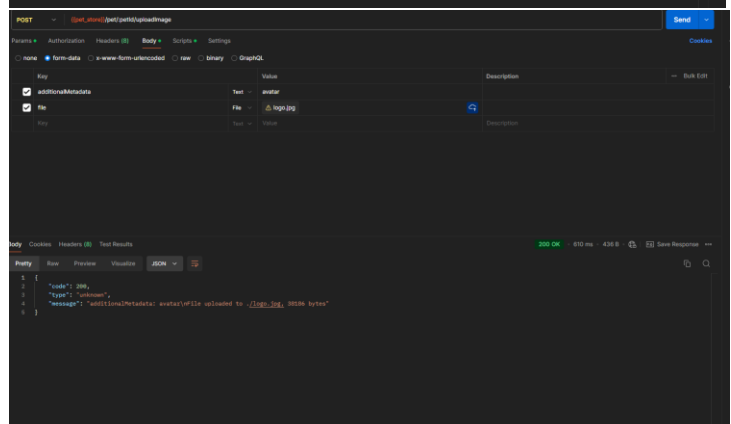 POST {{pet_store}}/pet/:petId/uploadImage Send
Params Authorization Headers (8) Body Scripts Settings Cookies
none form-data x-www-form-urlencoded raw binary GraphQL
Key Value Description ••• Bulk Edit
additionalMetadata Text avatar
file File logo.jpg
Key Text Value Description
Body Cookies Headers (8) Test Results 200 OK 610 ms 439 B Save Response •••
Pretty Raw Preview Visualize JSON
1 {
2 "code": 200,
3 "type": "unknown",
4 "message": "additionalMetadata: avatar\nFile uploaded to ./logo.jpg, 38586 bytes"
5 }